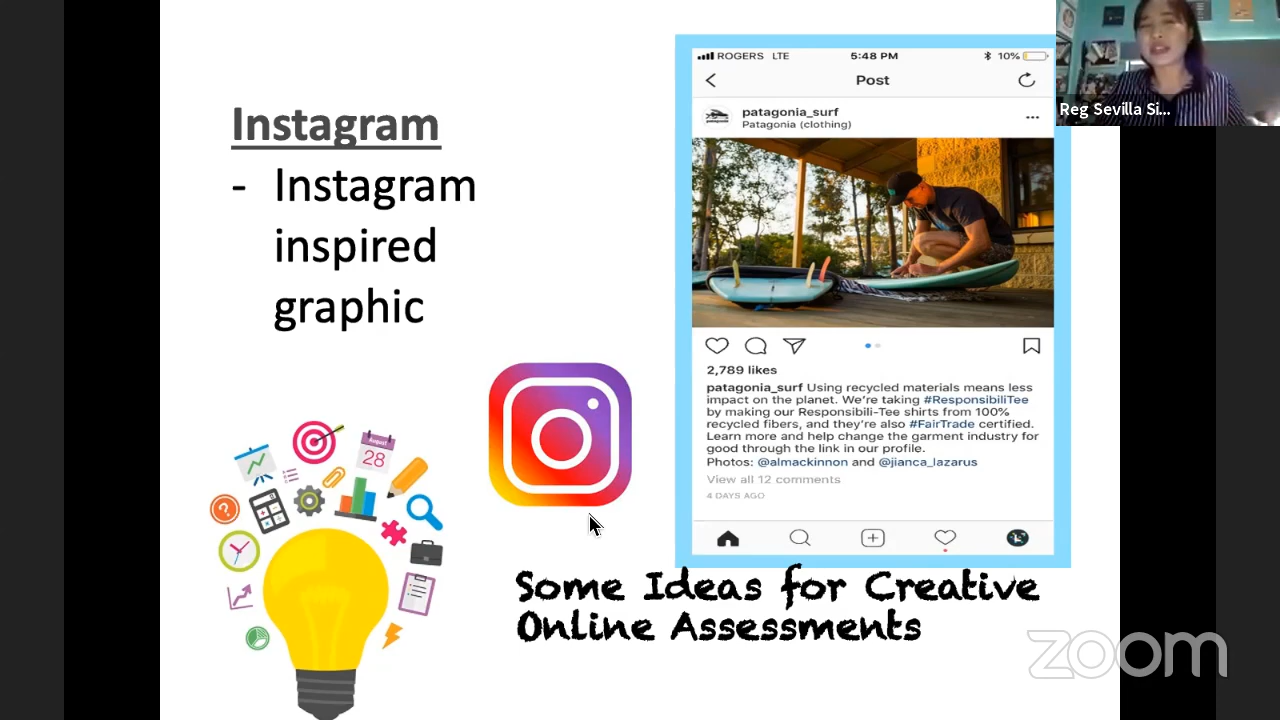 Instagram
- Instagram
inspired
graphic
ROGERS LTE 5:48 PM 10%
Post
patagonia_surf
Patagonia (clothing)
2,789 likes
patagonia_surf Using recycled materials means less
impact on the planet. We're taking #ResponsibiliTee
by making our Responsibili-Tee shirts from 100%
recycled fibers, and they're also #FairTrade certified.
Learn more and help change the garment industry for
good through the link in our profile.
Photos: @almackinnon and @jianca_lazarus
View all 12 comments
4 DAYS AGO
Reg Sevilla Si...
August
28
?
Some Ideas for Creative
Online Assessments
zoom